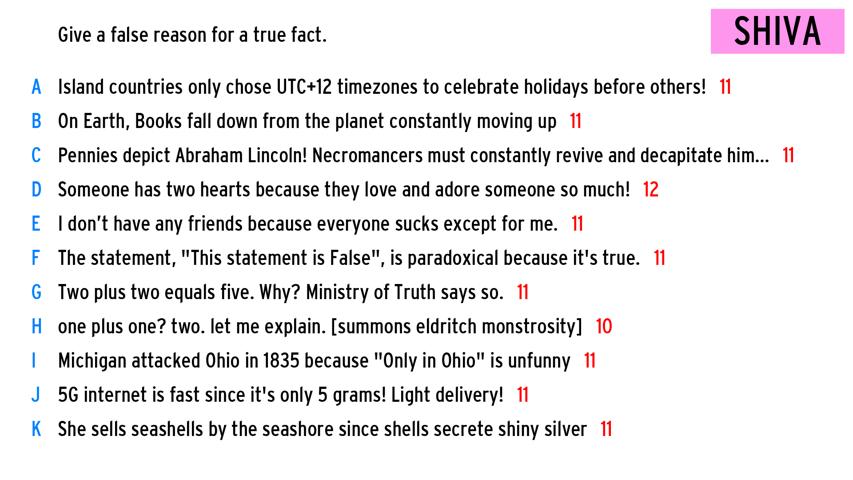 Give a false reason for a true fact.
SHIVA
A Island countries only chose UTC+12 timezones to celebrate holidays before others! 11
B On Earth, Books fall down from the planet constantly moving up 11
C Pennies depict Abraham Lincoln! Necromancers must constantly revive and decapitate him... 11
D Someone has two hearts because they love and adore someone so much! 12
E I don't have any friends because everyone sucks except for me. 11
F The statement, "This statement is False", is paradoxical because it's true. 11
G Two plus two equals five. Why? Ministry of Truth says so. 11
H one plus one? two. let me explain. [summons eldritch monstrosity] 10
I Michigan attacked Ohio in 1835 because "Only in Ohio" is unfunny 11
J 5G internet is fast since it's only 5 grams! Light delivery! 11
K She sells seashells by the seashore since shells secrete shiny silver 11